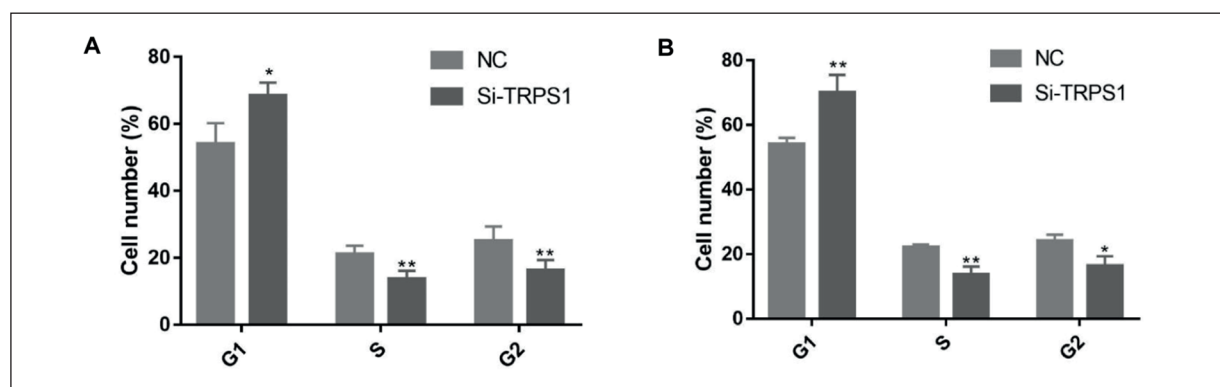 A
Cell number (%)
80
60
40
20
0
NC
Si-TRPS1
*
**
**
G1
S
G2
B
Cell number (%)
80
60
40
20
0
NC
Si-TRPS1
**
**
*
G1
S
G2